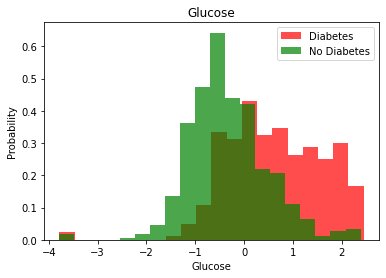 Glucose
Diabetes
No Diabetes
Probability
0.6
0.5
0.4
0.3
0.2
0.1
0.0
−4
−3
−2
−1
0
1
2
Glucose